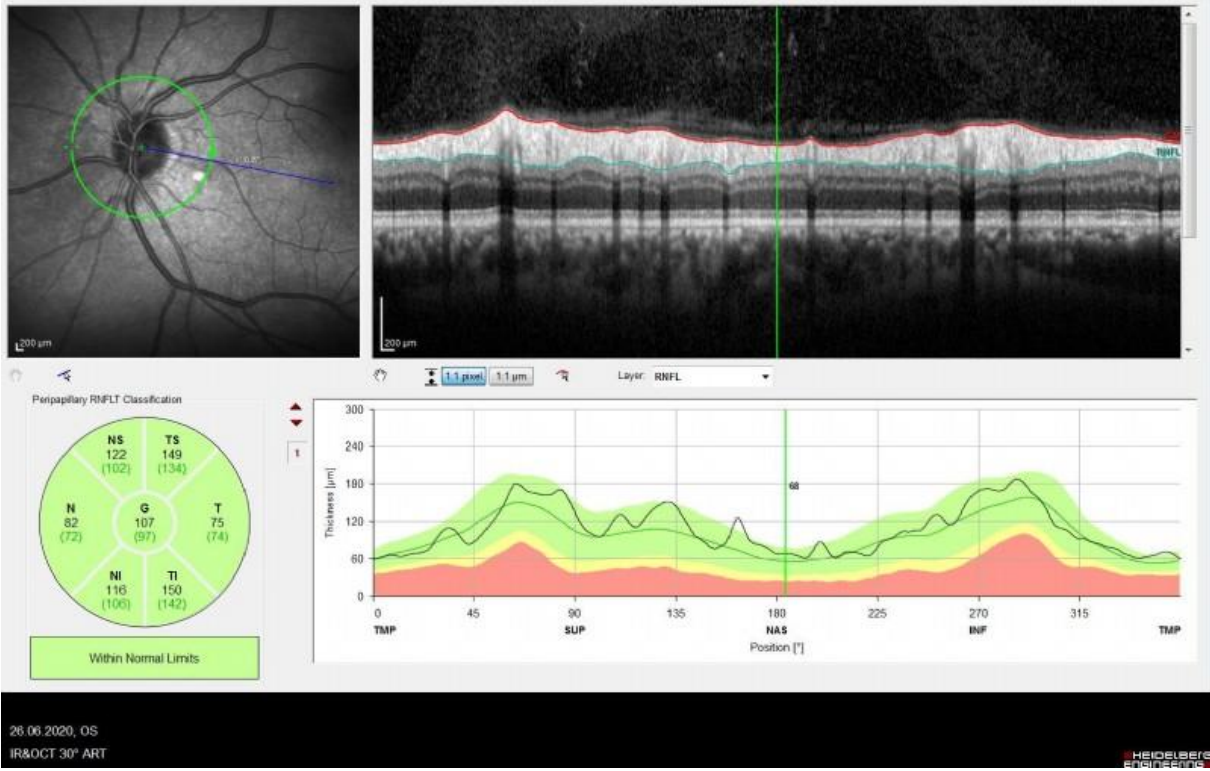 200 µm
RNFL
200 µm
1:1 pixel 1:1 µm Layer: RNFL
Peripapillary RNFLT Classification
NS
122
(102)
TS
149
(134)
N
82
(72)
G
107
(97)
T
75
(74)
NI
116
(106)
TI
150
(142)
Within Normal Limits
1
Thickness [µm]
300
240
180
120
60
0
68
0 45 90 135 180 225 270 315
TMP SUP NAS INF TMP
Position [°]
26.06.2020, OS
IR&OCT 30° ART
HEIDELBERG
ENGINEERING